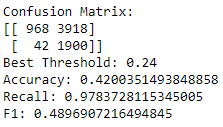 Confusion Matrix:
[[ 968 3918]
 [  42 1900]]
Best Threshold: 0.24
Accuracy: 0.4200351493848858
Recall: 0.9783728115345005
F1: 0.4896907216494845